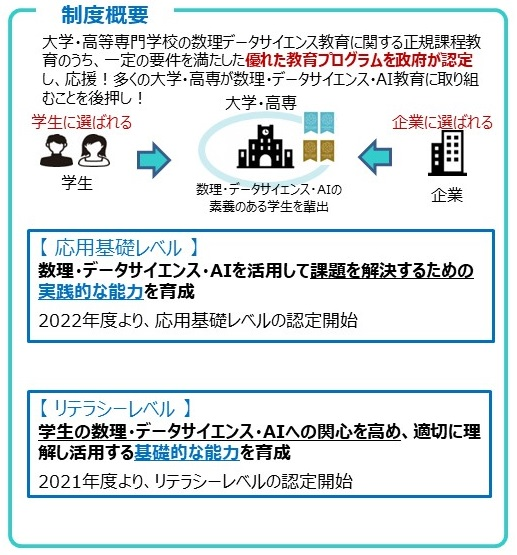 制度概要
大学・高等専門学校の数理データサイエンス教育に関する正規課程教
育のうち、一定の要件を満たした優れた教育プログラムを政府が認定
し、応援！多くの大学・高専が数理・データサイエンス・AI教育に取り組
むことを後押し！
大学・高専
学生に選ばれる
企業に選ばれる
学生
数理・データサイエンス・AIの
素養のある学生を輩出
企業
【 応用基礎レベル 】
数理・データサイエンス・AIを活用して課題を解決するための
実践的な能力を育成
2022年度より、応用基礎レベルの認定開始
【 リテラシーレベル 】
学生の数理・データサイエンス・AIへの関心を高め、適切に理
解し活用する基礎的な能力を育成
2021年度より、リテラシーレベルの認定開始